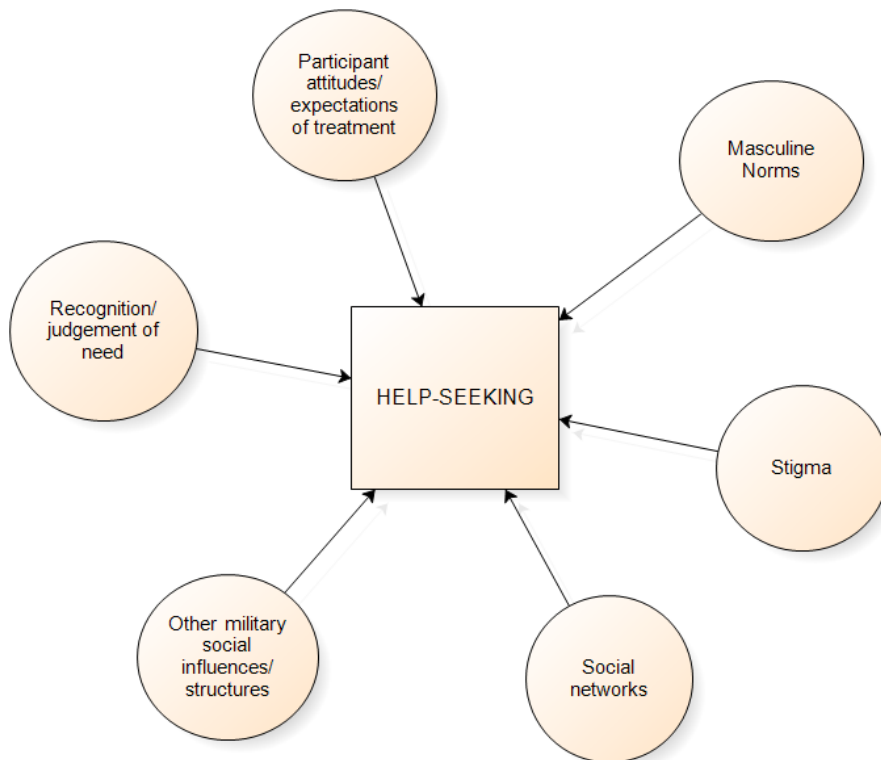 Participant
attitudes/
expectations
of treatment
Masculine
Norms
Recognition/
judgement of
need
HELP-SEEKING
Stigma
Other military
social
influences/
structures
Social
networks